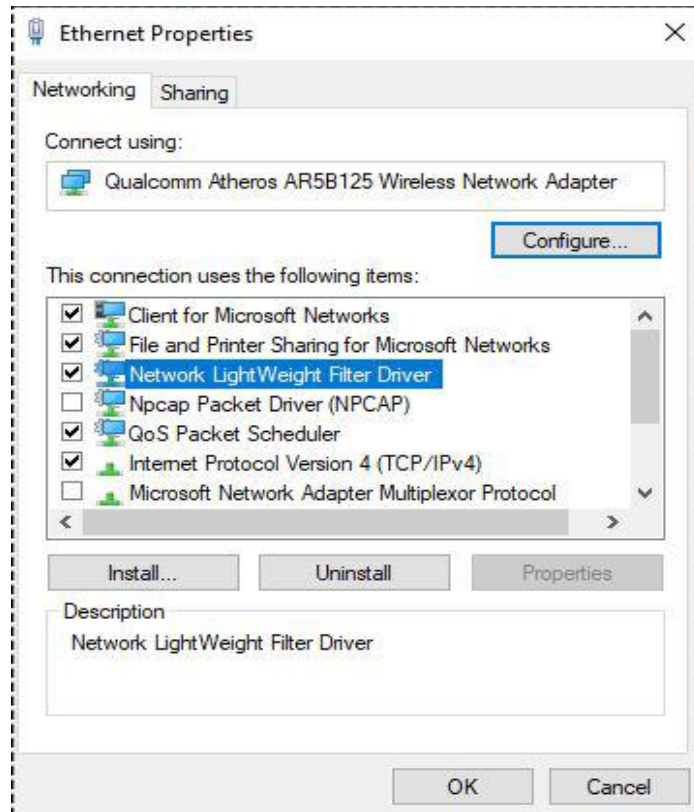 Ethernet Properties
Networking
Sharing
Connect using:
Qualcomm Atheros AR5B125 Wireless Network Adapter
Configure...
This connection uses the following items:
Client for Microsoft Networks
File and Printer Sharing for Microsoft Networks
Network LightWeight Filter Driver
Npcap Packet Driver (NPCAP)
QoS Packet Scheduler
Internet Protocol Version 4 (TCP/IPv4)
Microsoft Network Adapter Multiplexor Protocol
Install...
Uninstall
Properties
Description
Network LightWeight Filter Driver
OK
Cancel